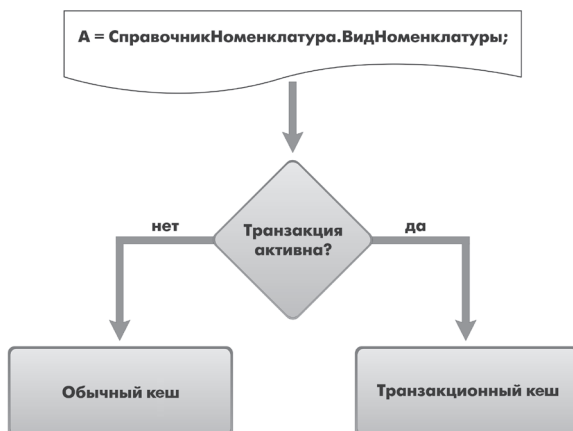 А = СправочникНоменклатура.ВидНоменклатуры;
Транзакция
активна?
нет
да
Обычный кеш
Транзакционный кеш